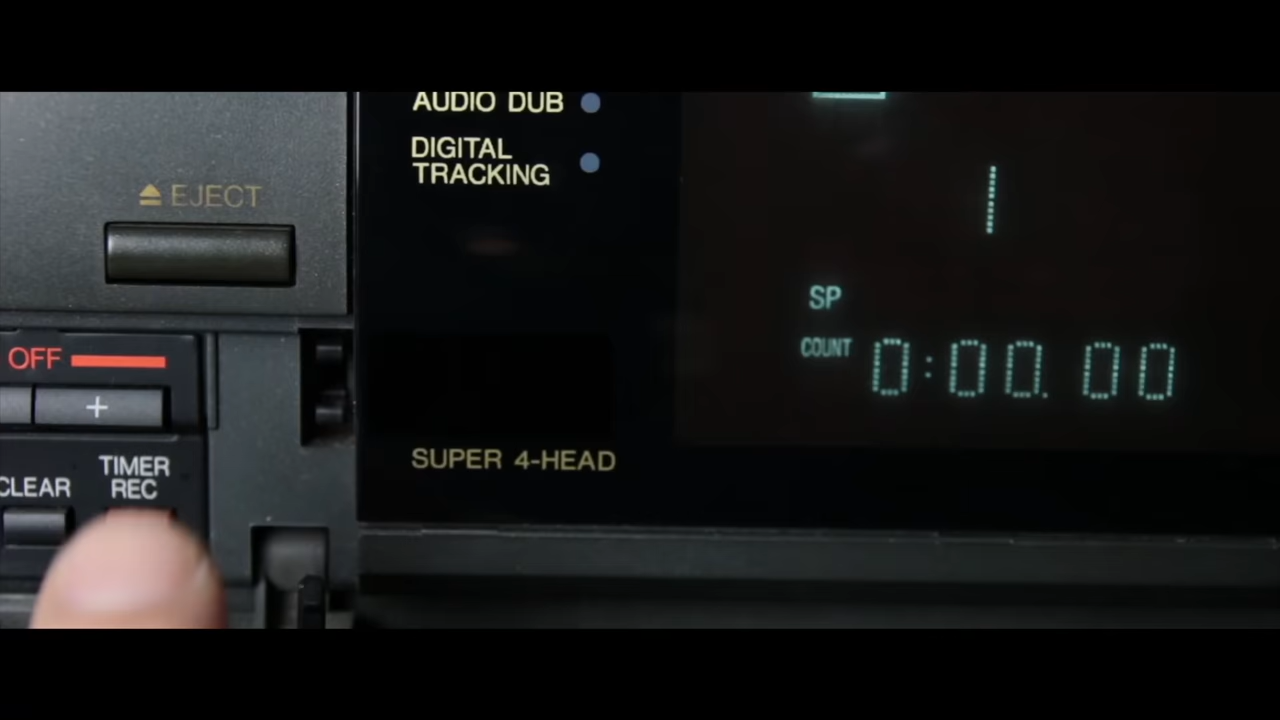 AUDIO DUB
DIGITAL
TRACKING
EJECT
OFF
+
CLEAR
TIMER
REC
SUPER 4-HEAD
SP
COUNT 0:00.00